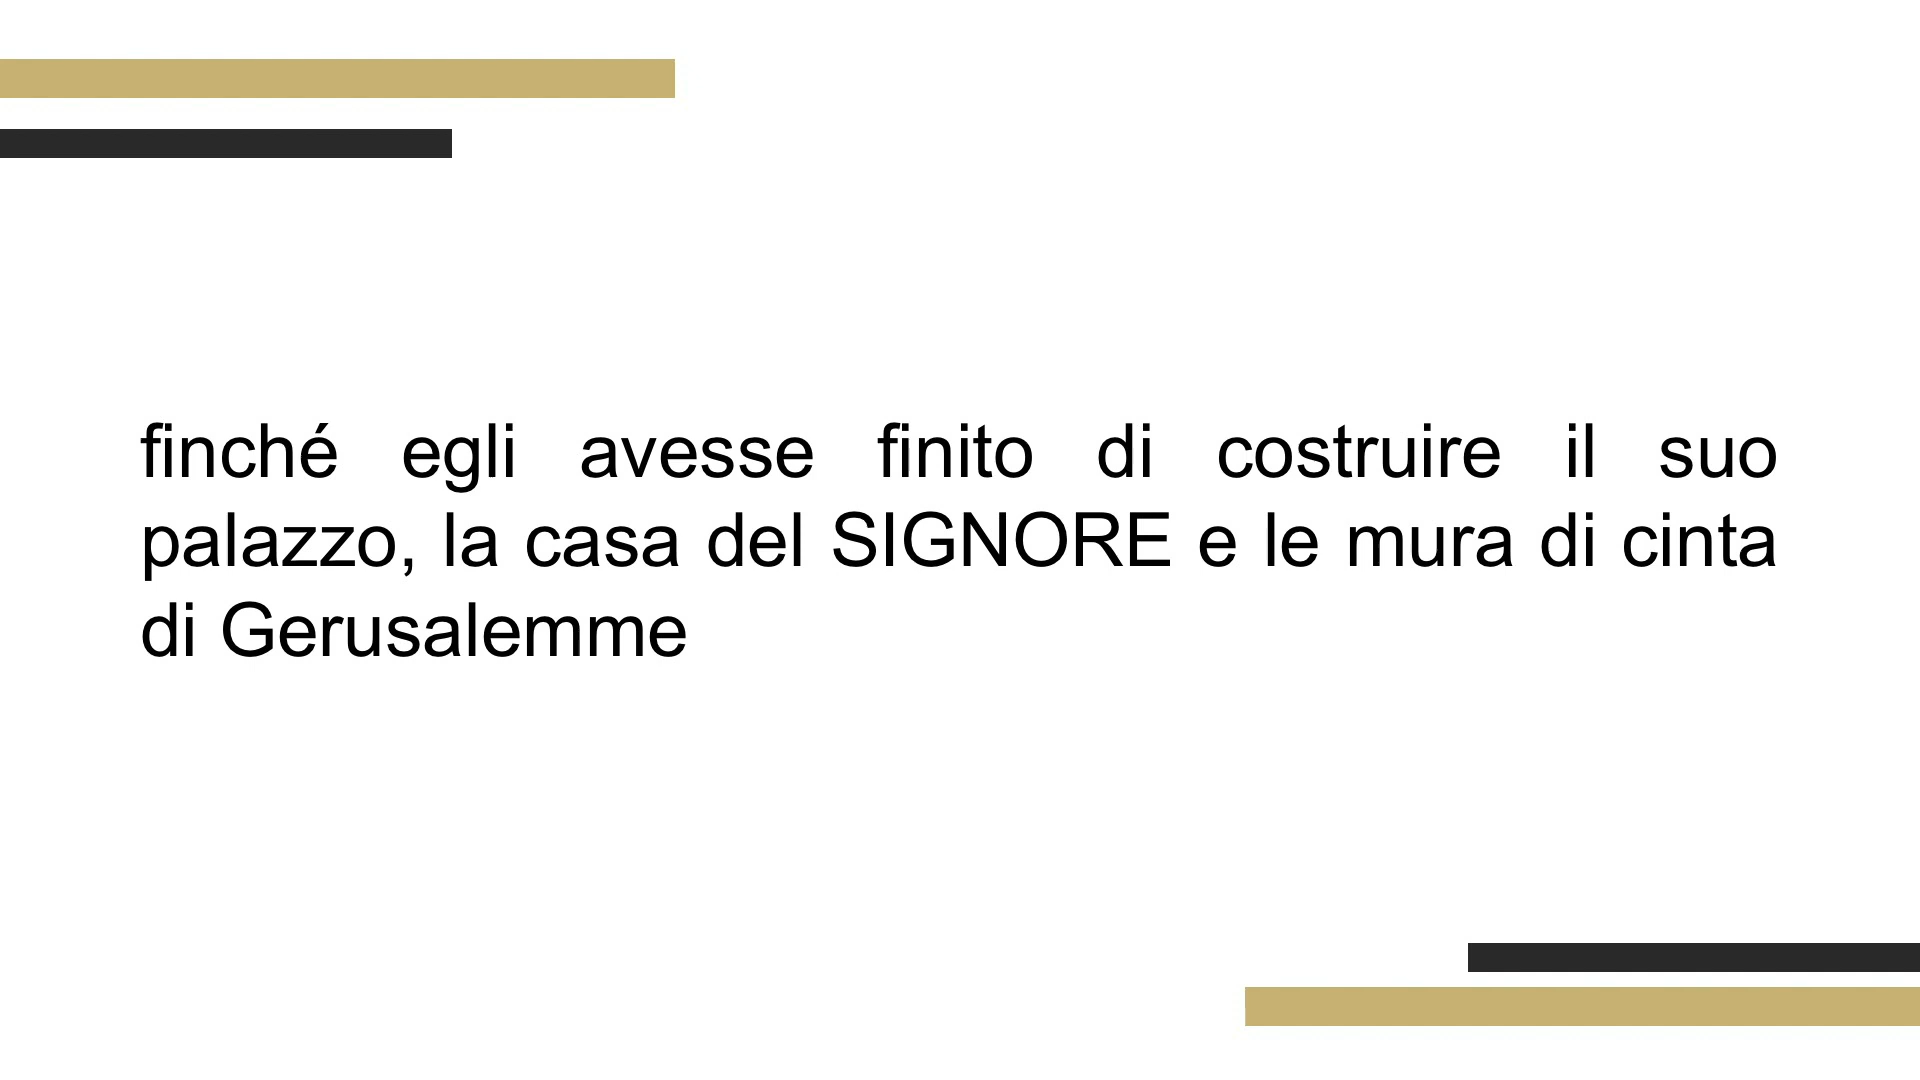 finché egli avesse finito di costruire il suo
palazzo, la casa del SIGNORE e le mura di cinta
di Gerusalemme